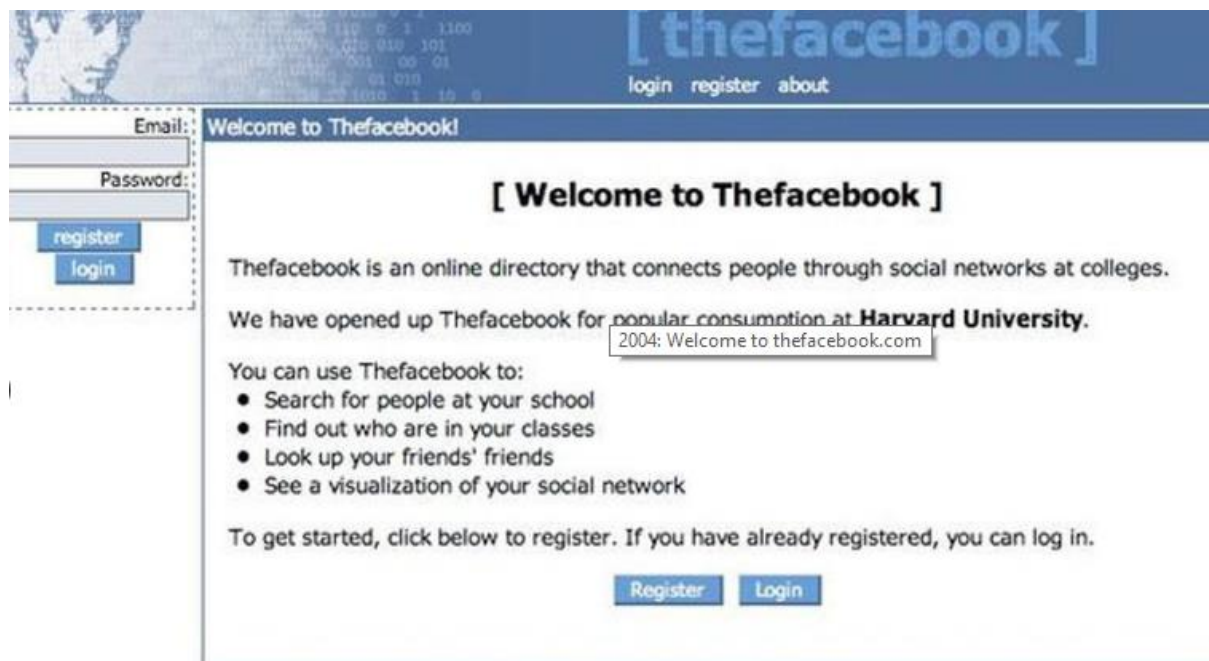 [ thefacebook ]
login register about
Email:
Password:
register
login
Welcome to Thefacebook!
[ Welcome to Thefacebook ]
Thefacebook is an online directory that connects people through social networks at colleges.
We have opened up Thefacebook for popular consumption at Harvard University.
2004: Welcome to thefacebook.com
You can use Thefacebook to:
• Search for people at your school
• Find out who are in your classes
• Look up your friends' friends
• See a visualization of your social network
To get started, click below to register. If you have already registered, you can log in.
Register Login